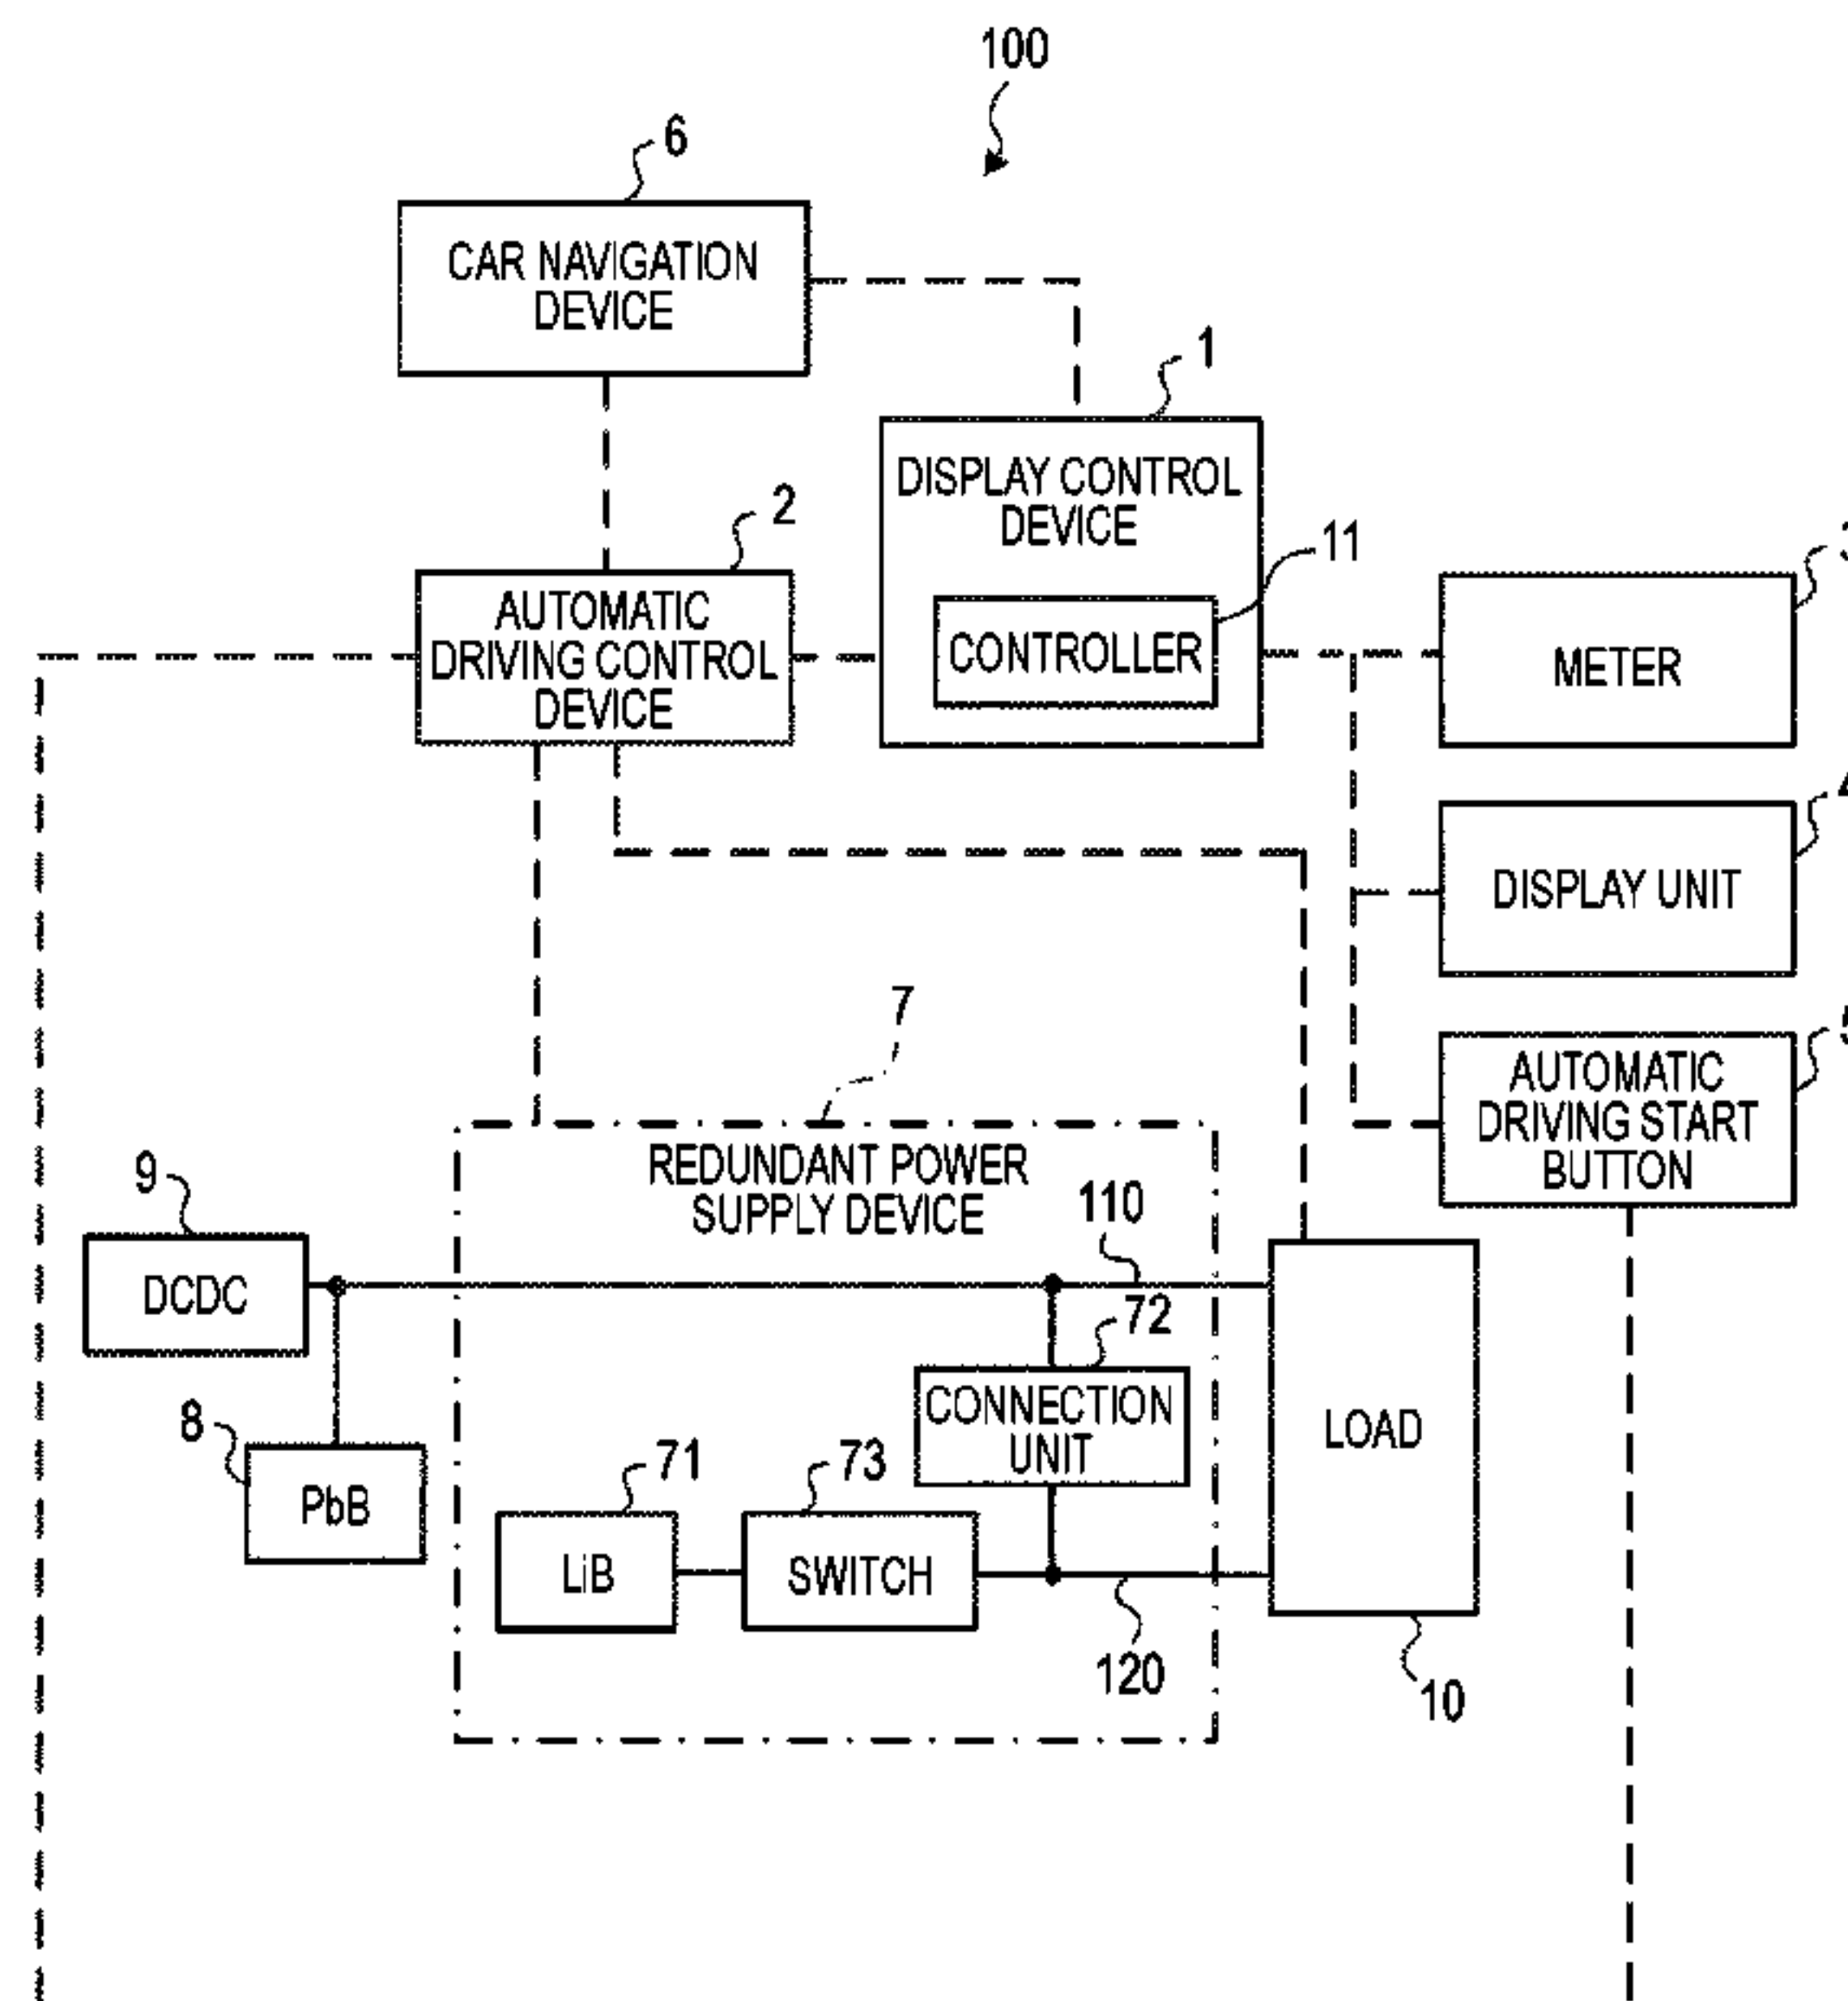 100
6
CAR NAVIGATION
DEVICE
1
DISPLAY CONTROL
DEVICE
2
11
AUTOMATIC
DRIVING CONTROL
DEVICE
CONTROLLER
METER
DISPLAY UNIT
7
AUTOMATIC
DRIVING START
BUTTON
REDUNDANT POWER
SUPPLY DEVICE
9
110
DCDC
72
CONNECTION
UNIT
LOAD
8
71
73
PbB
LiB
SWITCH
120
10